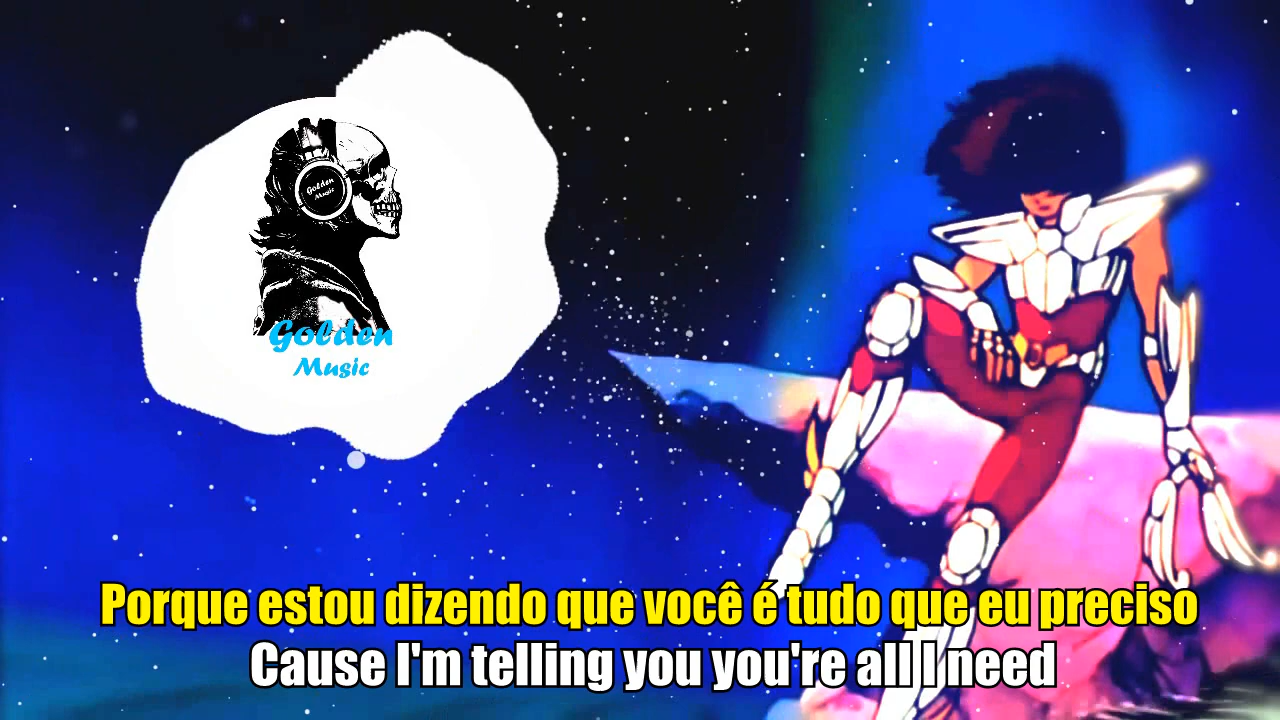 Golden
Music
Golden
Music
Porque estou dizendo que você é tudo que eu preciso
Cause I'm telling you you're all I need